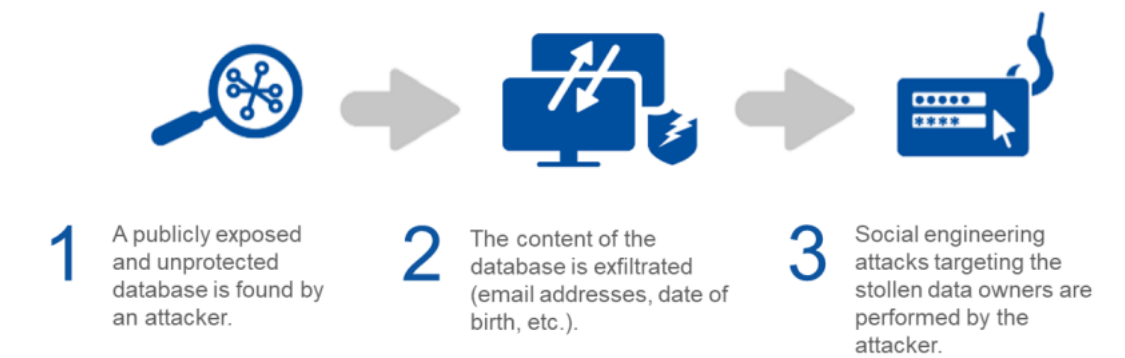 1
A publicly exposed
and unprotected
database is found by
an attacker.
2
The content of the
database is exfiltrated
(email addresses, date of
birth, etc.).
3
Social engineering
attacks targeting the
stolen data owners are
performed by the
attacker.